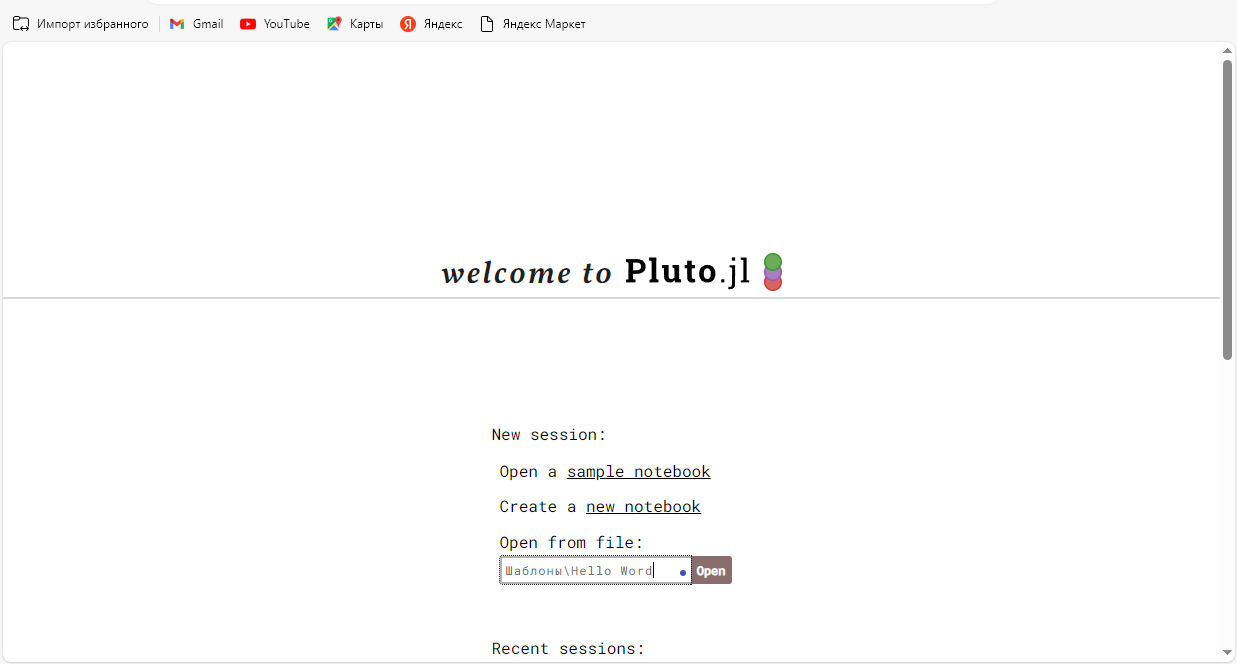 Импорт избранного Gmail YouTube Карты Яндекс Яндекс Маркет
welcome to Pluto.jl
New session:
Open a sample notebook
Create a new notebook
Open from file:
Шаблоны\Hello Word Open
Recent sessions: